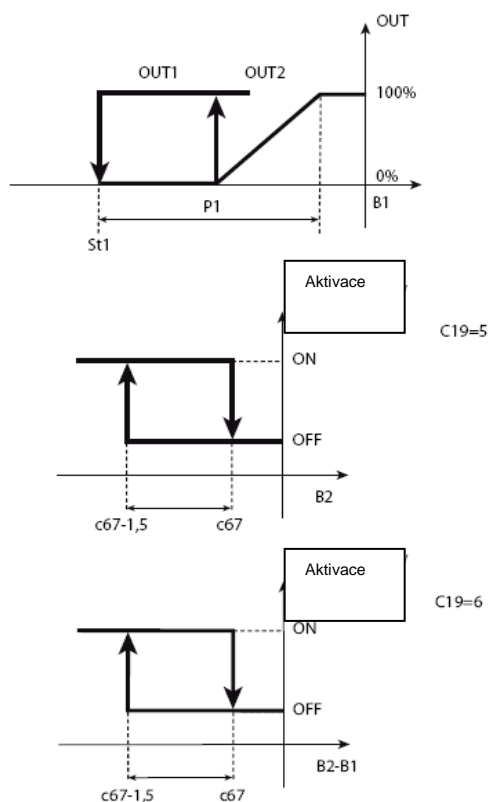 OUT
OUT1 OUT2
100%
0%
P1 B1
St1
Aktivace
C19=5
ON
OFF
B2
c67-1,5 c67
Aktivace
C19=6
ON
OFF
B2-B1
c67-1,5 c67